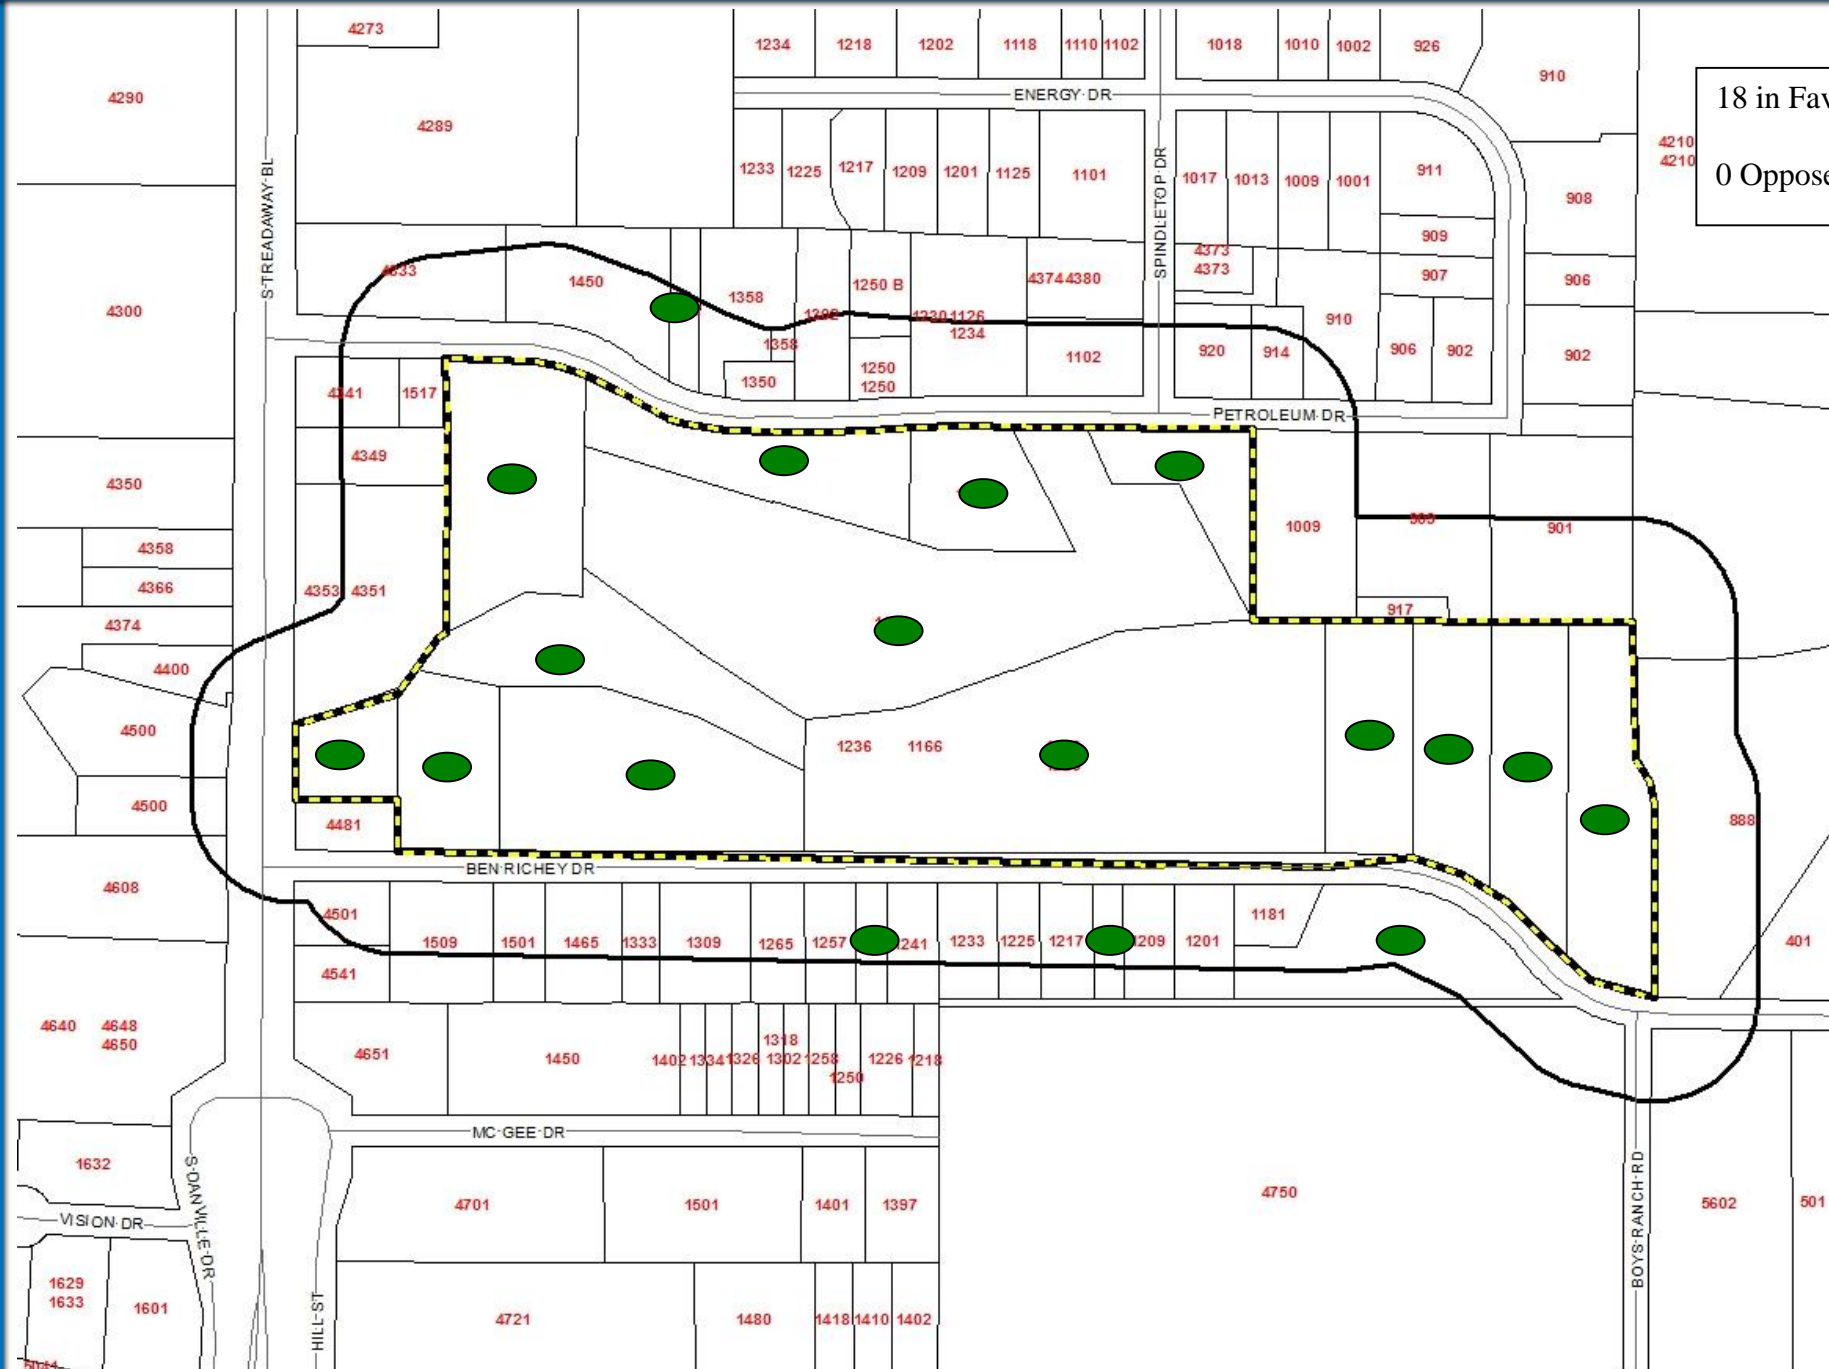 4273
1234 1218 1202 1118 1110 1102 1018 1010 1002 926
910
4290
18 in Fav
ENERGY DR
4289
4210
4210
0 Oppose
1233 1225 1217 1209 1201 1125 1101 1017 1013 1009 1001 911
908
S TREADAWAY BL
SPINDLETOP DR
909
4373
4373
907
906
4333 1450 1358 1250 B 4374 4380
4300
1392 1230 1126
1234
910
1358
920 914 906 902 902
1102
1350
1250
1250
4341 1517
PETROLEUM DR
4349
4350
1009
901
4358
4366
4353 4351
917
4374
4400
4500
1236 1166
4500
4481
888
BEN RICHEY DR
4608
4501
1181
1509 1501 1465 1333 1309 1265 1257 1233 1225 1217 1201
401
4541
4640 4648
4650
4651 1450 1402 1334 1326 1318 1302 1258 1250 1226 1218
MC GEE DR
1632
S DANVILLE DR
VISION DR
4701 1501 1401 1397
4750
BOYS RANCH RD
5602 501
1629
1633
1601
HILL ST
4721 1480 1418 1410 1402